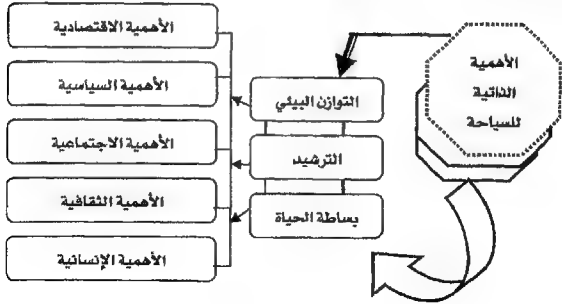 الأهمية
الذاتية
للسياحة
التوازن البيئي
الترشيد
بساطة الحياة
الأهمية الاقتصادية
الأهمية السياسية
الأهمية الاجتماعية
الأهمية الثقافية
الأهمية الإنسانية